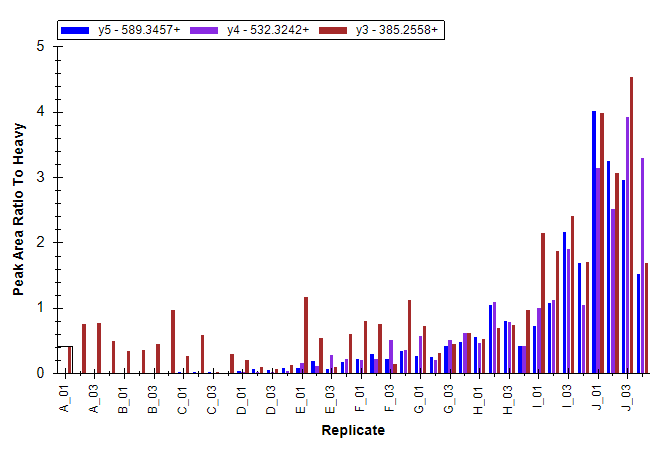 y5 - 589.3457+ y4 - 532.3242+ y3 - 385.2558+
5
4
3
2
1
0
Peak Area Ratio To Heavy
A_01 A_03 B_01 B_03 C_01 C_03 D_01 D_03 E_01 E_03 F_01 F_03 G_01 G_03 H_01 H_03 I_01 I_03 J_01 J_03
Replicate